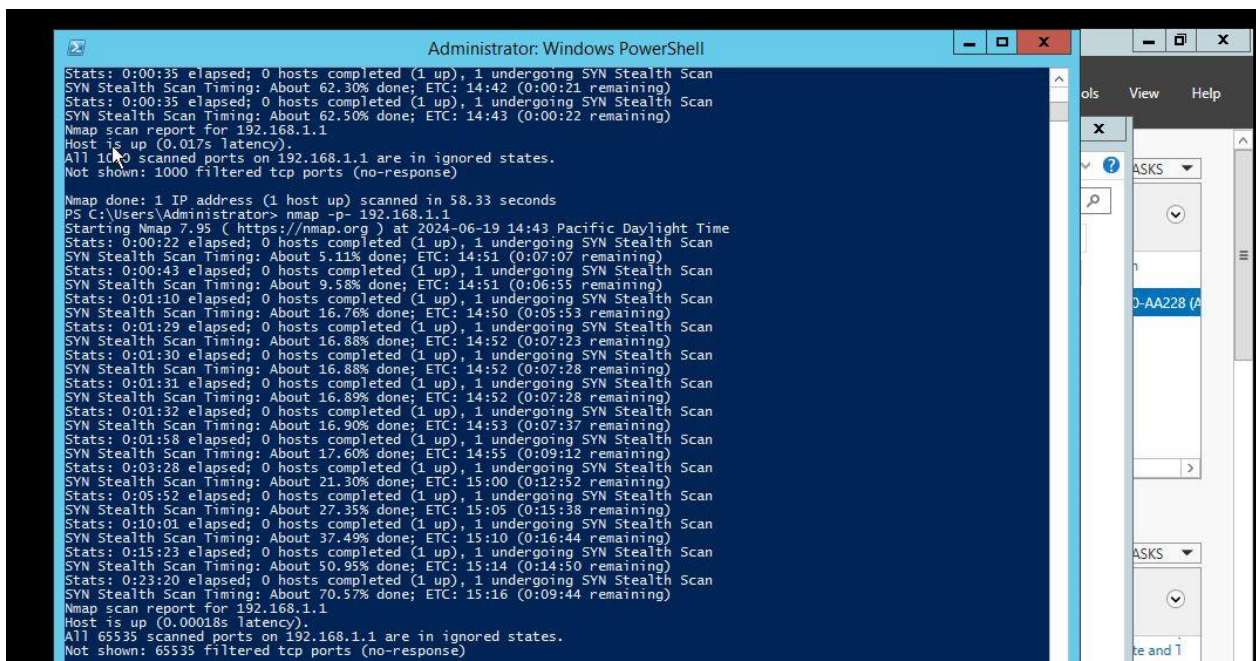 Administrator: Windows PowerShell
Stats: 0:00:35 elapsed; 0 hosts completed (1 up), 1 undergoing SYN Stealth Scan
SYN Stealth Scan Timing: About 62.30% done; ETC: 14:42 (0:00:21 remaining)
Stats: 0:00:35 elapsed; 0 hosts completed (1 up), 1 undergoing SYN Stealth Scan
SYN Stealth Scan Timing: About 62.50% done; ETC: 14:43 (0:00:22 remaining)
Nmap scan report for 192.168.1.1
Host is up (0.017s latency).
All 1000 scanned ports on 192.168.1.1 are in ignored states.
Not shown: 1000 filtered tcp ports (no-response)
Nmap done: 1 IP address (1 host up) scanned in 58.33 seconds
PS C:\Users\Administrator> nmap -p- 192.168.1.1
Starting Nmap 7.95 ( https://nmap.org ) at 2024-06-19 14:43 Pacific Daylight Time
Stats: 0:00:22 elapsed; 0 hosts completed (1 up), 1 undergoing SYN Stealth Scan
SYN Stealth Scan Timing: About 5.11% done; ETC: 14:51 (0:07:07 remaining)
Stats: 0:00:43 elapsed; 0 hosts completed (1 up), 1 undergoing SYN Stealth Scan
SYN Stealth Scan Timing: About 9.58% done; ETC: 14:51 (0:06:55 remaining)
Stats: 0:01:10 elapsed; 0 hosts completed (1 up), 1 undergoing SYN Stealth Scan
SYN Stealth Scan Timing: About 16.76% done; ETC: 14:50 (0:05:53 remaining)
Stats: 0:01:29 elapsed; 0 hosts completed (1 up), 1 undergoing SYN Stealth Scan
SYN Stealth Scan Timing: About 16.88% done; ETC: 14:52 (0:07:23 remaining)
Stats: 0:01:30 elapsed; 0 hosts completed (1 up), 1 undergoing SYN Stealth Scan
SYN Stealth Scan Timing: About 16.88% done; ETC: 14:52 (0:07:28 remaining)
Stats: 0:01:31 elapsed; 0 hosts completed (1 up), 1 undergoing SYN Stealth Scan
SYN Stealth Scan Timing: About 16.89% done; ETC: 14:52 (0:07:28 remaining)
Stats: 0:01:32 elapsed; 0 hosts completed (1 up), 1 undergoing SYN Stealth Scan
SYN Stealth Scan Timing: About 16.90% done; ETC: 14:53 (0:07:37 remaining)
Stats: 0:01:58 elapsed; 0 hosts completed (1 up), 1 undergoing SYN Stealth Scan
SYN Stealth Scan Timing: About 17.60% done; ETC: 14:55 (0:09:12 remaining)
Stats: 0:03:28 elapsed; 0 hosts completed (1 up), 1 undergoing SYN Stealth Scan
SYN Stealth Scan Timing: About 21.30% done; ETC: 15:00 (0:12:52 remaining)
Stats: 0:05:52 elapsed; 0 hosts completed (1 up), 1 undergoing SYN Stealth Scan
SYN Stealth Scan Timing: About 27.35% done; ETC: 15:05 (0:15:38 remaining)
Stats: 0:10:01 elapsed; 0 hosts completed (1 up), 1 undergoing SYN Stealth Scan
SYN Stealth Scan Timing: About 37.49% done; ETC: 15:10 (0:16:44 remaining)
Stats: 0:15:23 elapsed; 0 hosts completed (1 up), 1 undergoing SYN Stealth Scan
SYN Stealth Scan Timing: About 50.95% done; ETC: 15:14 (0:14:50 remaining)
Stats: 0:23:20 elapsed; 0 hosts completed (1 up), 1 undergoing SYN Stealth Scan
SYN Stealth Scan Timing: About 70.57% done; ETC: 15:16 (0:09:44 remaining)
Nmap scan report for 192.168.1.1
Host is up (0.00018s latency).
All 65535 scanned ports on 192.168.1.1 are in ignored states.
Not shown: 65535 filtered tcp ports (no-response)
ols View Help
ASKS
n
0-AA228 (A
ASKS
te and T